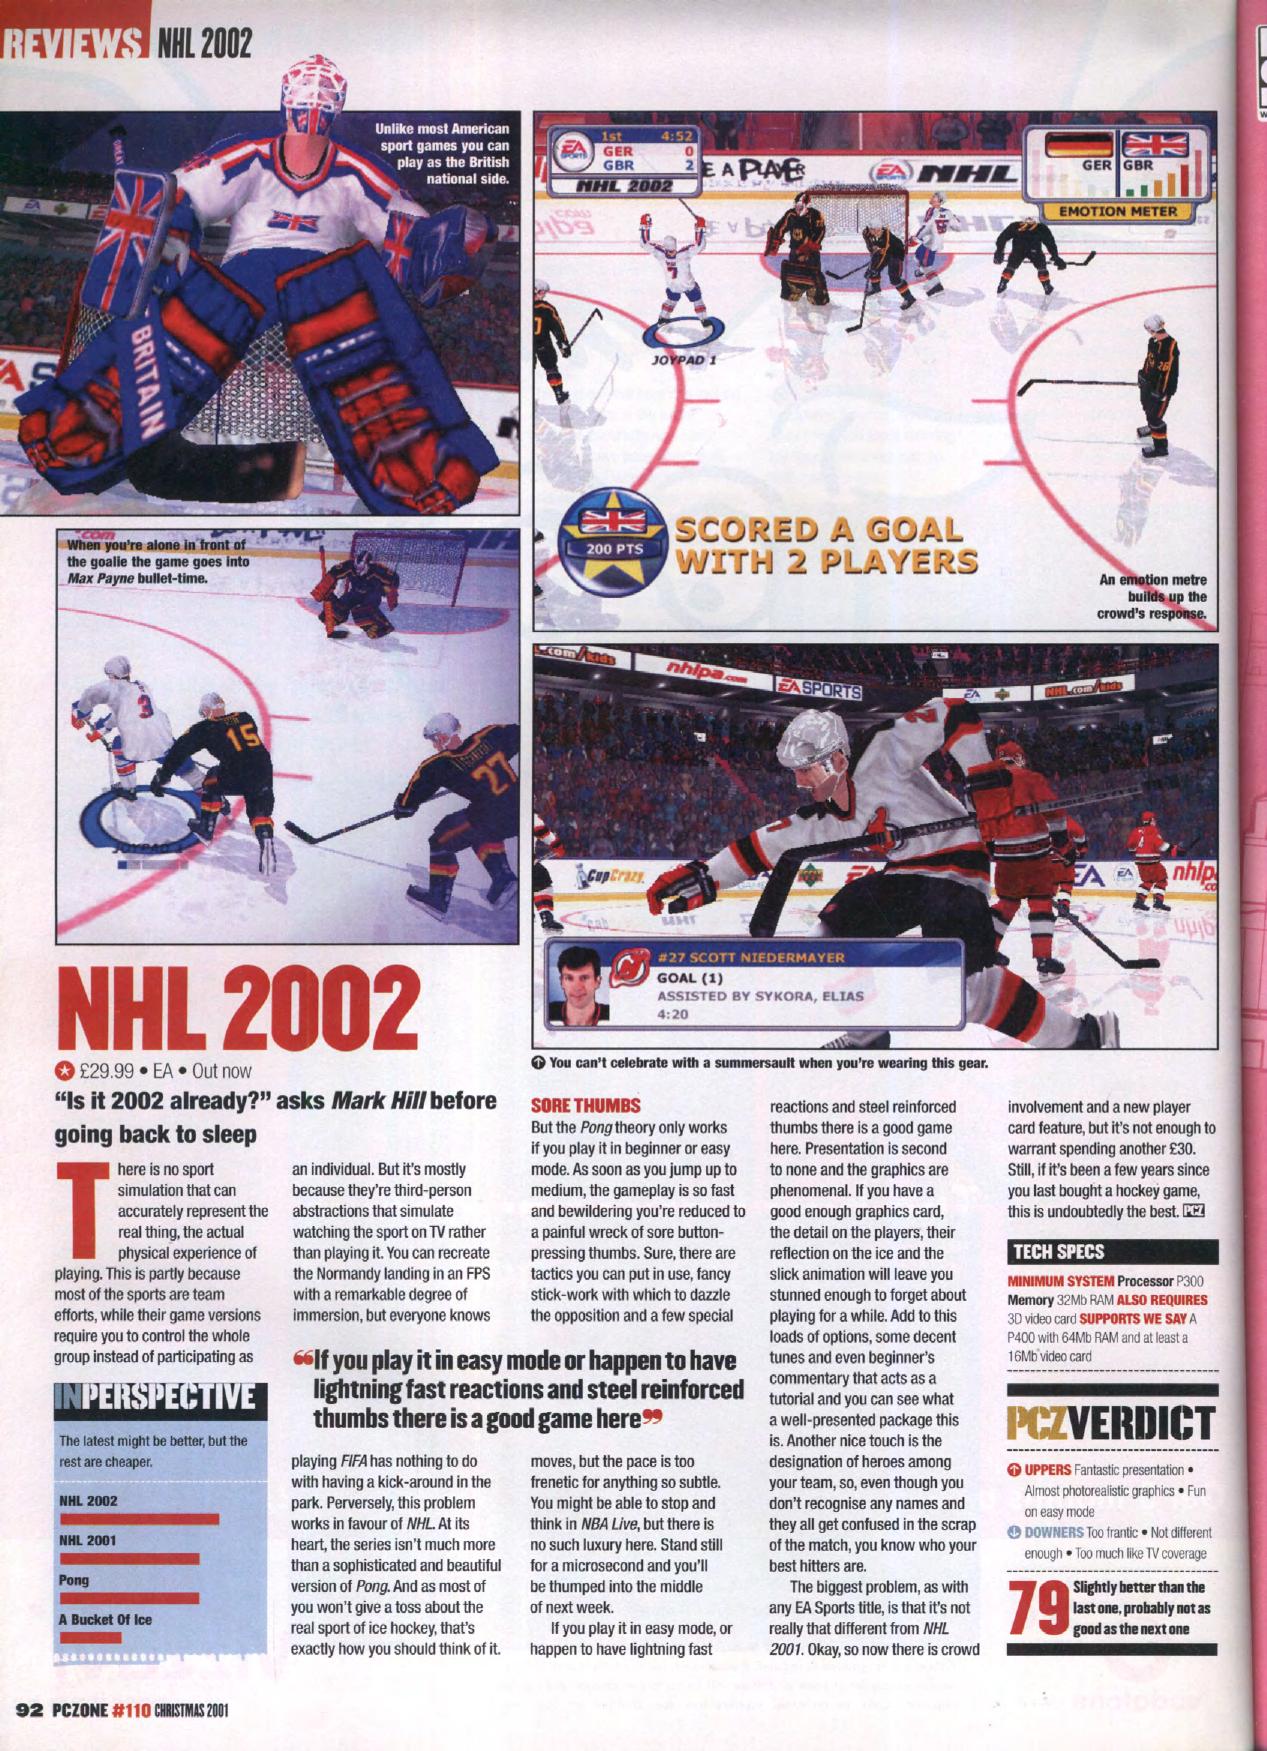 REVIEWS NHL 2002
Unlike most American
sport games you can
play as the British
national side.
BRITAIN
1st 4:52
GER 0
GBR 2
NHL 2002
EA SPORTS
E A PLAYER
NHL
GER GBR
EMOTION METER
7
JOYPAD 1
26
200 PTS
SCORED A GOAL
WITH 2 PLAYERS
An emotion metre
builds up the
crowd's response.
.com
When you're alone in front of
the goalie the game goes into
Max Payne bullet-time.
3
15
27
JOYPAD
.com/kids
nhlpa.com
EA SPORTS
EA
NHL.com/kids
CupCrazy.
EA
EA
nhlp
.co
#27 SCOTT NIEDERMAYER
GOAL (1)
ASSISTED BY SYKORA, ELIAS
4:20
You can't celebrate with a summersault when you're wearing this gear.
NHL 2002
£29.99 • EA • Out now
"Is it 2002 already?" asks Mark Hill before
going back to sleep
There is no sport
simulation that can
accurately represent the
real thing, the actual
physical experience of
playing. This is partly because
most of the sports are team
efforts, while their game versions
require you to control the whole
group instead of participating as
an individual. But it's mostly
because they're third-person
abstractions that simulate
watching the sport on TV rather
than playing it. You can recreate
the Normandy landing in an FPS
with a remarkable degree of
immersion, but everyone knows
playing FIFA has nothing to do
with having a kick-around in the
park. Perversely, this problem
works in favour of NHL. At its
heart, the series isn't much more
than a sophisticated and beautiful
version of Pong. And as most of
you won't give a toss about the
real sport of ice hockey, that's
exactly how you should think of it.
SORE THUMBS
But the Pong theory only works
if you play it in beginner or easy
mode. As soon as you jump up to
medium, the gameplay is so fast
and bewildering you're reduced to
a painful wreck of sore button-
pressing thumbs. Sure, there are
tactics you can put in use, fancy
stick-work with which to dazzle
the opposition and a few special
moves, but the pace is too
frenetic for anything so subtle.
You might be able to stop and
think in NBA Live, but there is
no such luxury here. Stand still
for a microsecond and you'll
be thumped into the middle
of next week.
If you play it in easy mode, or
happen to have lightning fast
reactions and steel reinforced
thumbs there is a good game
here. Presentation is second
to none and the graphics are
phenomenal. If you have a
good enough graphics card,
the detail on the players, their
reflection on the ice and the
slick animation will leave you
stunned enough to forget about
playing for a while. Add to this
loads of options, some decent
tunes and even beginner's
commentary that acts as a
tutorial and you can see what
a well-presented package this
is. Another nice touch is the
designation of heroes among
your team, so, even though you
don't recognise any names and
they all get confused in the scrap
of the match, you know who your
best hitters are.
The biggest problem, as with
any EA Sports title, is that it's not
really that different from NHL
2001. Okay, so now there is crowd
involvement and a new player
card feature, but it's not enough to
warrant spending another £30.
Still, if it's been a few years since
you last bought a hockey game,
this is undoubtedly the best. PCZ
"If you play it in easy mode or happen to have
lightning fast reactions and steel reinforced
thumbs there is a good game here"
INPERSPECTIVE
The latest might be better, but the
rest are cheaper.
NHL 2002
NHL 2001
Pong
A Bucket Of Ice
TECH SPECS
MINIMUM SYSTEM Processor P300
Memory 32Mb RAM ALSO REQUIRES
3D video card SUPPORTS WE SAY A
P400 with 64Mb RAM and at least a
16Mb video card
PCZVERDICT
UPPERS Fantastic presentation •
Almost photorealistic graphics • Fun
on easy mode
DOWNERS Too frantic • Not different
enough • Too much like TV coverage
79 Slightly better than the
last one, probably not as
good as the next one
92 PCZONE #110 CHRISTMAS 2001